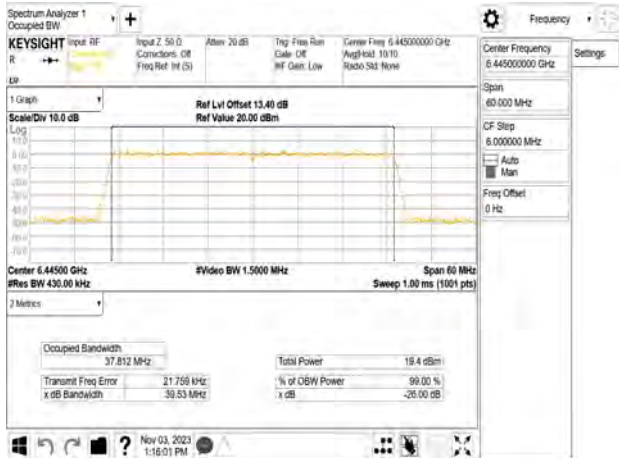 Spectrum Analyzer 1
Occupied BW
+
Frequency
KEYSIGHT
Input: RF
Input Z: 50 Ω
Atten: 20 dB
Trig: Free Run
Center Freq: 6.445000000 GHz
R
Corrections: Off
Gate: Off
Avg|Hold: 10/10
Freq Ref: Int (S)
#IF Gain: Low
Radio Std: None
Center Frequency
6.445000000 GHz
Settings
Span
60.000 MHz
CF Step
6.000000 MHz
Auto
Man
Freq Offset
0 Hz
1 Graph
Ref Lvl Offset 13.40 dB
Scale/Div 10.0 dB
Ref Value 20.00 dBm
Log
10.0
0.00
Center 6.44500 GHz
#Video BW 1.5000 MHz
Span 60 MHz
#Res BW 430.00 kHz
Sweep 1.00 ms (1001 pts)
2 Metrics
Occupied Bandwidth
37.812 MHz
Total Power
19.4 dBm
Transmit Freq Error
21.759 kHz
% of OBW Power
99.00 %
x dB Bandwidth
39.53 MHz
x dB
-26.00 dB
?
Nov 03, 2023
1:16:01 PM